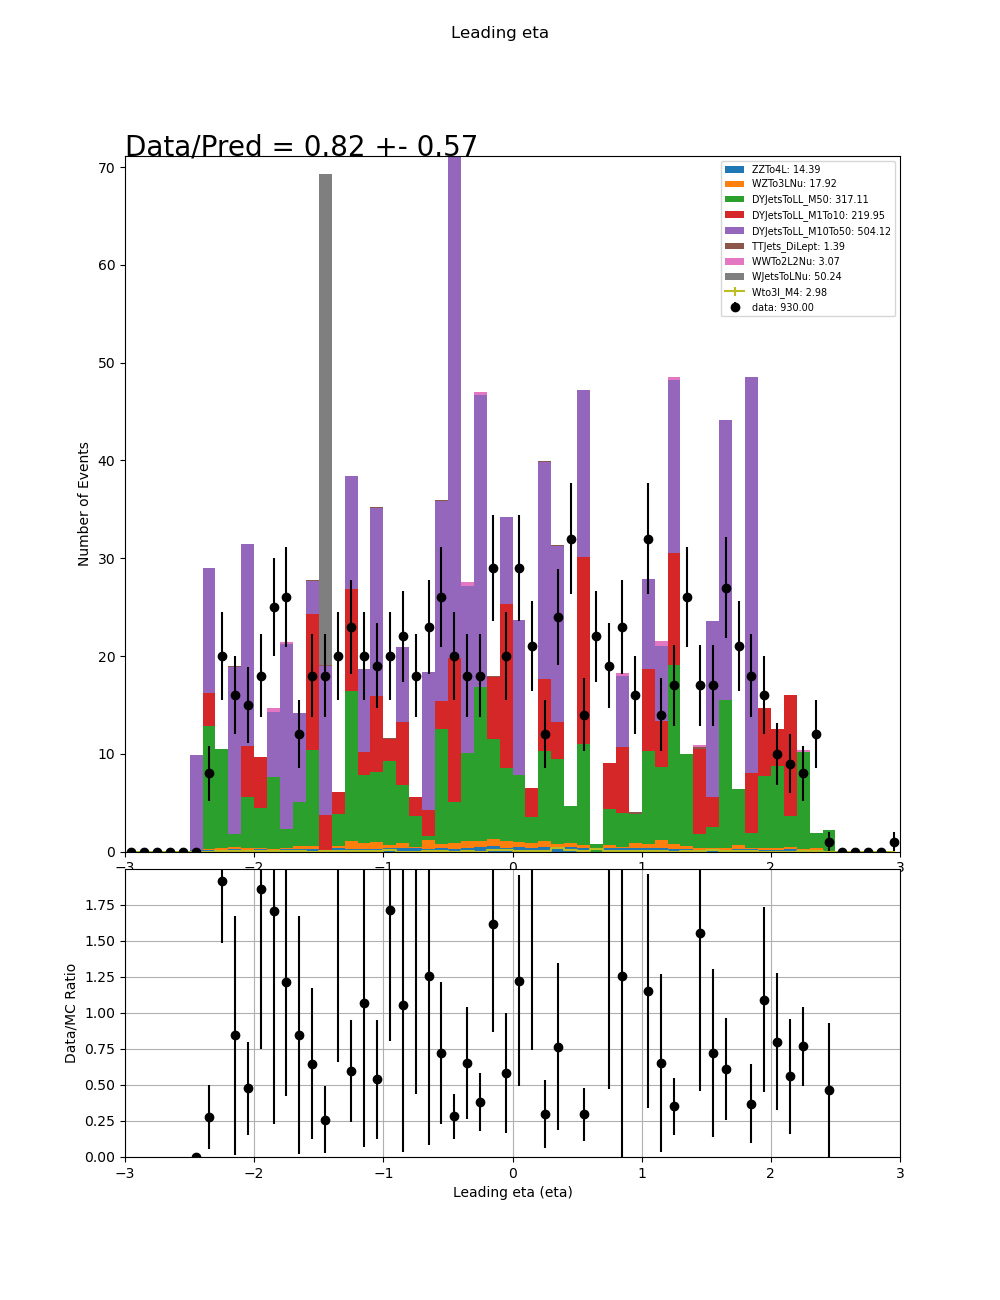 Leading eta
Data/Pred = 0.82 +- 0.57
70
60
50
40
30
20
10
0
Number of Events
ZZTo4L: 14.39
WZTo3LNu: 17.92
DYJetsToLL_M50: 317.11
DYJetsToLL_M1To10: 219.95
DYJetsToLL_M10To50: 504.12
TTJets_DiLept: 1.39
WWTo2L2Nu: 3.07
WJetsToLNu: 50.24
Wto3l_M4: 2.98
data: 930.00
−3 −2 −1 0 1 2 3
1.75
1.50
1.25
1.00
0.75
0.50
0.25
0.00
Data/MC Ratio
−3 −2 −1 0 1 2 3
Leading eta (eta)